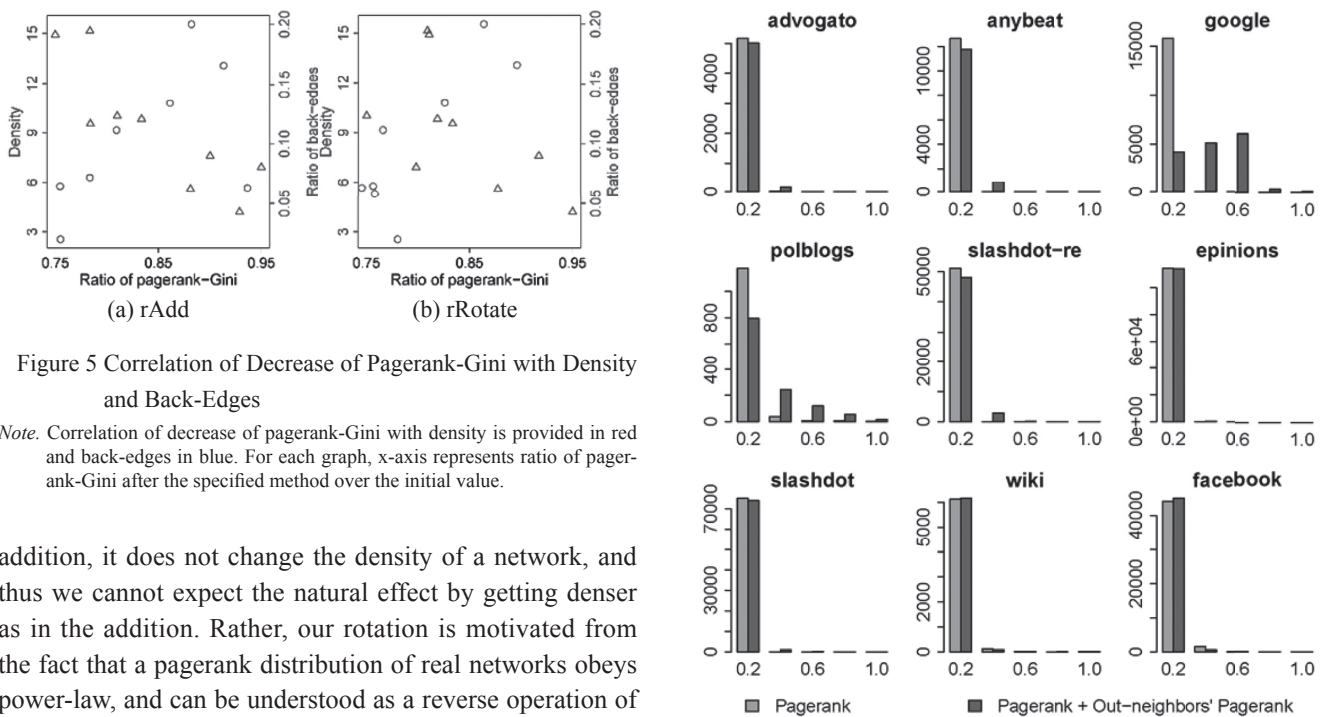 15
12
9
6
3
Density
0.20
0.15
0.10
0.05
Ratio of back-edges
0.75 0.85 0.95
Ratio of pagerank-Gini
(a) rAdd
15
12
9
6
3
Density
0.20
0.15
0.10
0.05
Ratio of back-edges
0.75 0.85 0.95
Ratio of pagerank-Gini
(b) rRotate
Figure 5 Correlation of Decrease of Pagerank-Gini with Density
and Back-Edges
Note. Correlation of decrease of pagerank-Gini with density is provided in red
and back-edges in blue. For each graph, x-axis represents ratio of pager-
ank-Gini after the specified method over the initial value.
addition, it does not change the density of a network, and
thus we cannot expect the natural effect by getting denser
as in the addition. Rather, our rotation is motivated from
the fact that a pagerank distribution of real networks obeys
power-law, and can be understood as a reverse operation of
advogato
4000
2000
0
0.2 0.6 1.0
anybeat
10000
4000
0
0.2 0.6 1.0
google
15000
5000
0
0.2 0.6 1.0
polblogs
800
400
0
0.2 0.6 1.0
slashdot-re
50000
20000
0
0.2 0.6 1.0
epinions
6e+04
0e+00
0.2 0.6 1.0
slashdot
70000
30000
0
0.2 0.6 1.0
wiki
5000
2000
0
0.2 0.6 1.0
facebook
40000
20000
0
0.2 0.6 1.0
Pagerank
Pagerank + Out-neighbors' Pagerank